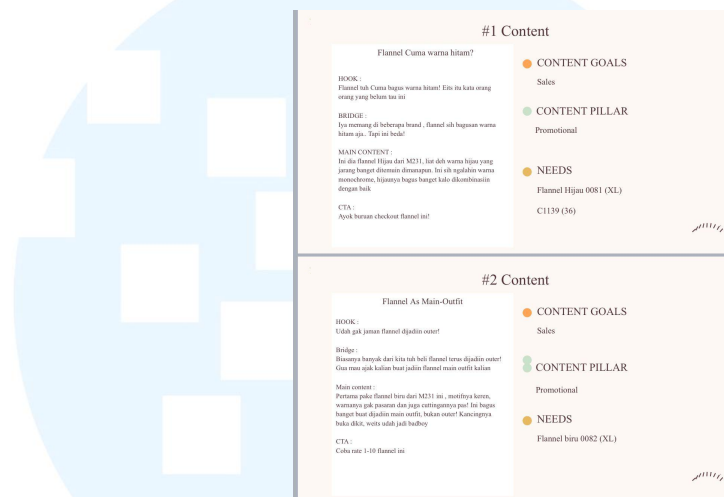 #1 Content
Flannel Cuma warna hitam?
HOOK :
Flannel tuh Cuma bagus warna hitam! Eits itu kata orang
orang yang belum tau ini
BRIDGE :
Iya memang di beberapa brand , flannel sih bagusan warna
hitam aja.. Tapi ini beda!
MAIN CONTENT :
Ini dia flannel Hijau dari M231, liat deh warna hijau yang
jarang banget ditemuin dimanapun. Ini sih ngalahin warna
monochrome, hijaunya bagus banget kalo dikombinasiin
dengan baik
CTA :
Ayok buruan checkout flannel ini!
CONTENT GOALS
Sales
CONTENT PILLAR
Promotional
NEEDS
Flannel Hijau 0081 (XL)
C1139 (36)
#2 Content
Flannel As Main-Outfit
HOOK :
Udah gak jaman flannel dijadiin outer!
Bridge :
Biasanya banyak dari kita tuh beli flannel terus dijadiin outer!
Gua mau ajak kalian buat jadiin flannel main outfit kalian
Main content :
Pertama pake flannel biru dari M231 ini , motifnya keren,
warnanya gak pasaran dan juga cuttingannya pas! Ini bagus
banget buat dijadiin main outfit, bukan outer! Kancingnya
buka dikit, weits udah jadi badboy
CTA :
Coba rate 1-10 flannel ini
CONTENT GOALS
Sales
CONTENT PILLAR
Promotional
NEEDS
Flannel biru 0082 (XL)